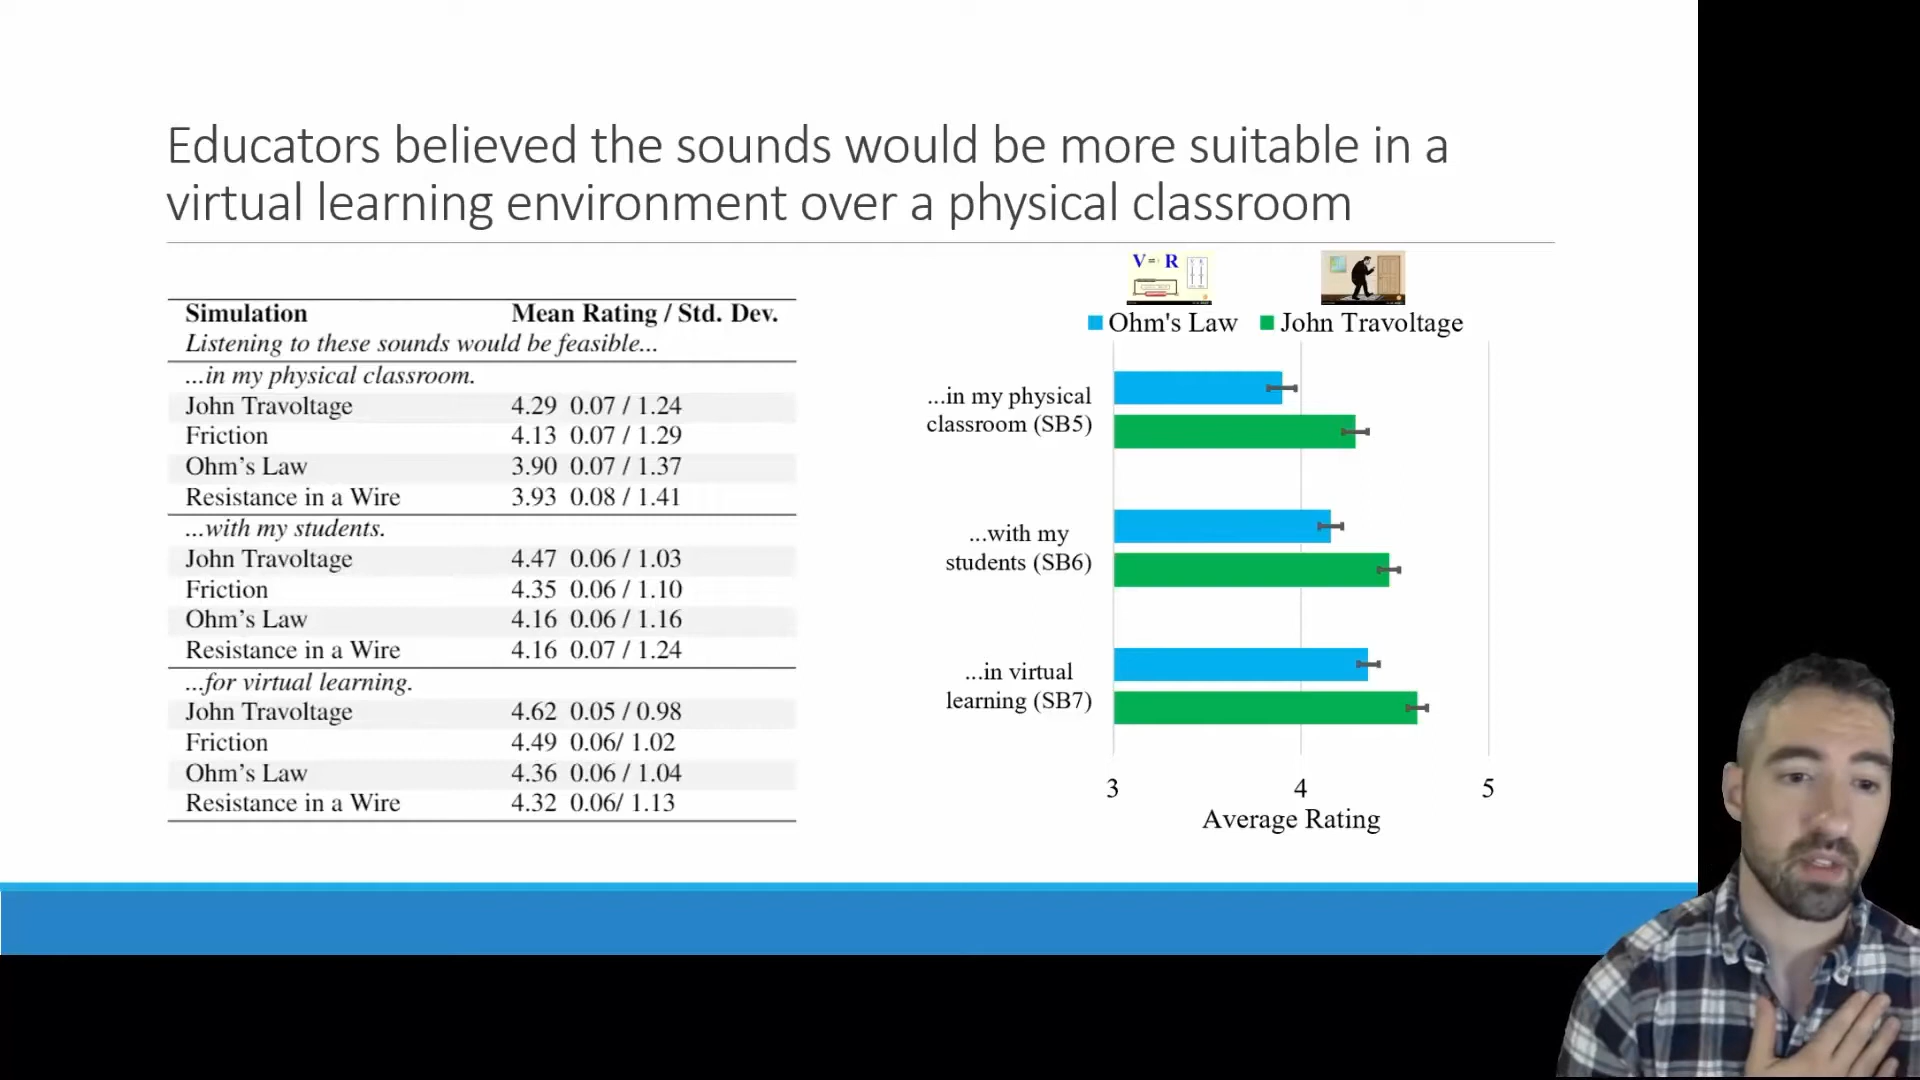 Educators believed the sounds would be more suitable in a
virtual learning environment over a physical classroom
Simulation Mean Rating / Std. Dev.
Listening to these sounds would be feasible...
...in my physical classroom.
John Travoltage 4.29 0.07 / 1.24
Friction 4.13 0.07 / 1.29
Ohm's Law 3.90 0.07 / 1.37
Resistance in a Wire 3.93 0.08 / 1.41
...with my students.
John Travoltage 4.47 0.06 / 1.03
Friction 4.35 0.06 / 1.10
Ohm's Law 4.16 0.06 / 1.16
Resistance in a Wire 4.16 0.07 / 1.24
...for virtual learning.
John Travoltage 4.62 0.05 / 0.98
Friction 4.49 0.06/ 1.02
Ohm's Law 4.36 0.06 / 1.04
Resistance in a Wire 4.32 0.06/ 1.13
V = R
Ohm's Law John Travoltage
...in my physical
classroom (SB5)
...with my
students (SB6)
...in virtual
learning (SB7)
3 4 5
Average Rating